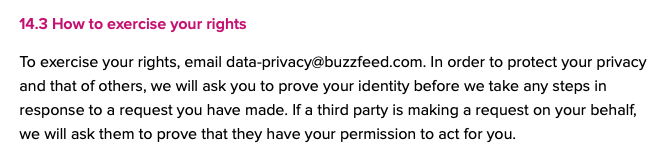 14.3 How to exercise your rights
To exercise your rights, email data-privacy@buzzfeed.com. In order to protect your privacy
and that of others, we will ask you to prove your identity before we take any steps in
response to a request you have made. If a third party is making a request on your behalf,
we will ask them to prove that they have your permission to act for you.